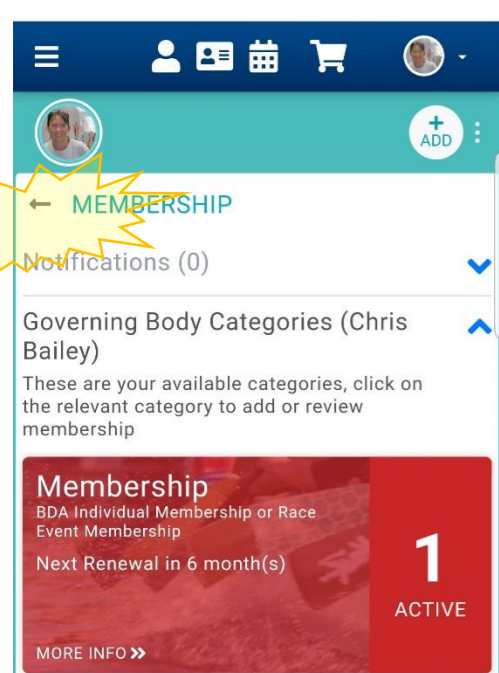 ADD
MEMBERSHIP
Notifications (0)
Governing Body Categories (Chris
Bailey)
These are your available categories, click on
the relevant category to add or review
membership
Membership
BDA Individual Membership or Race
Event Membership
Next Renewal in 6 month(s)
1
ACTIVE
MORE INFO